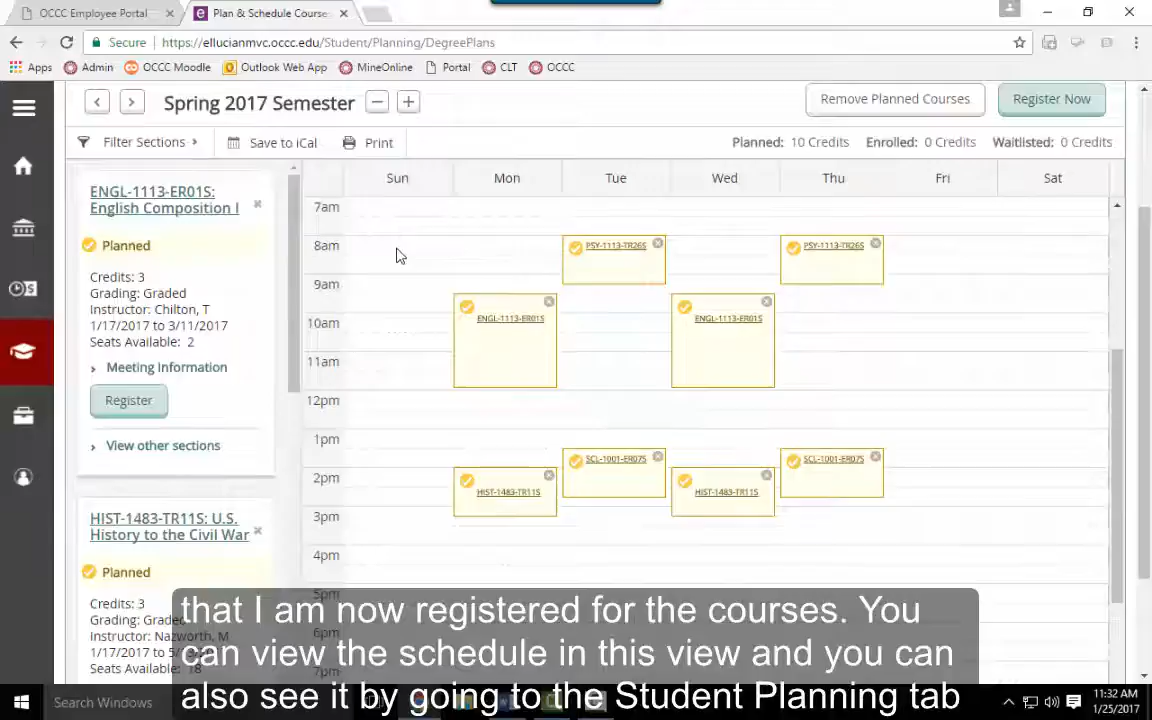 OCCC Employee Portal
Plan & Schedule Course
Secure
https://ellucianmvc.occc.edu/Student/Planning/DegreePlans
Apps
Admin
OCCC Moodle
Outlook Web App
MineOnline
Portal
CLT
OCCC
Spring 2017 Semester
Remove Planned Courses
Register Now
Filter Sections
Save to iCal
Print
Planned: 10 Credits
Enrolled: 0 Credits
Waitlisted: 0 Credits
ENGL-1113-ER01S:
English Composition I
Planned
Credits: 3
Grading: Graded
Instructor: Chilton, T
1/17/2017 to 3/11/2017
Seats Available: 2
Meeting Information
Register
View other sections
HIST-1483-TR11S: U.S.
History to the Civil War
Planned
Credits: 3
Grading: Graded
Instructor: Nazworth, M
Seats Available: 18
Sun
Mon
Tue
Wed
Thu
Fri
Sat
7am
8am
9am
10am
11am
12pm
1pm
2pm
3pm
4pm
5pm
6pm
7pm
PSY-1113-TR26S
PSY-1113-TR26S
ENGL-1113-ER01S
ENGL-1113-ER01S
SCL-1001-ER07S
SCL-1001-ER07S
HIST-1483-TR11S
HIST-1483-TR11S
that I am now registered for the courses. You
can view the schedule in this view and you can
also see it by going to the Student Planning tab
Search Windows
11:32 AM
1/25/2017